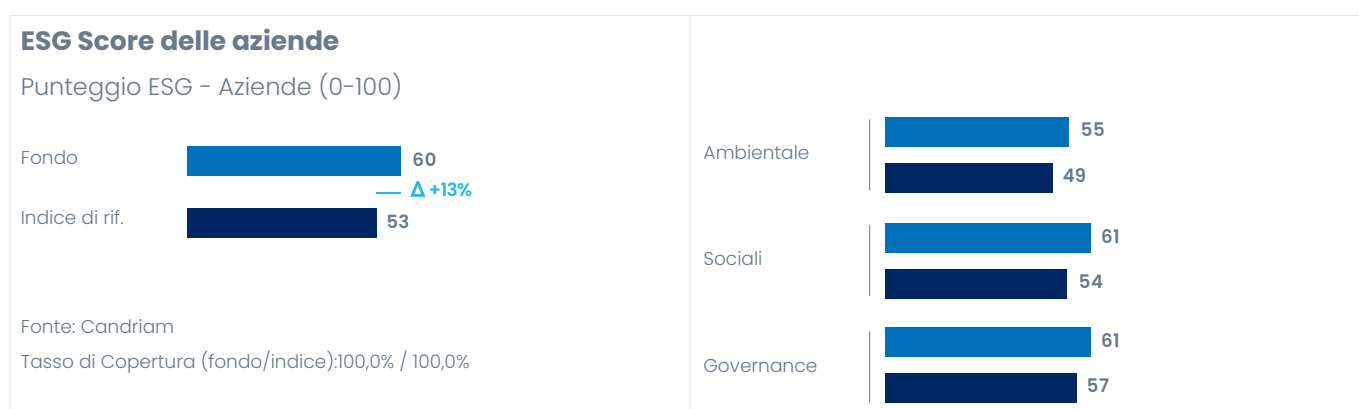 ESG Score delle aziende
Punteggio ESG - Aziende (0-100)
Fondo
60
Δ +13%
Indice di rif.
53
Fonte: Candriam
Tasso di Copertura (fondo/indice):100,0% / 100,0%
Ambientale
55
49
Sociali
61
54
Governance
61
57